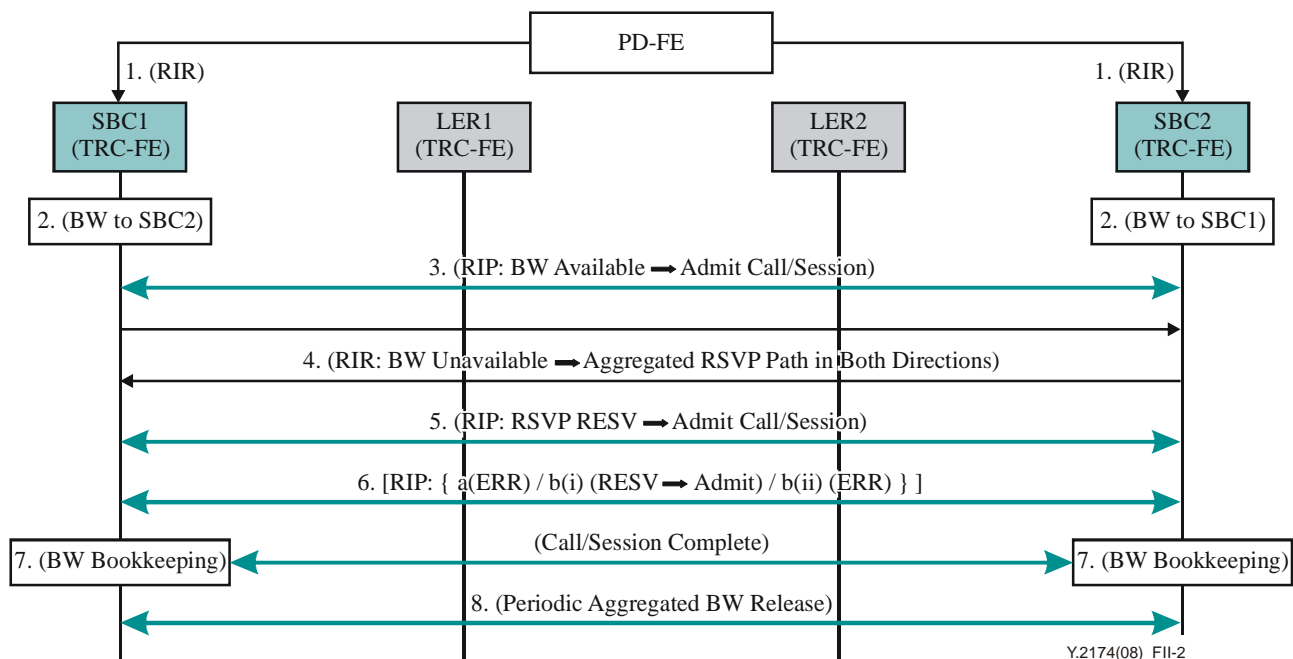 PD-FE
1. (RIR)
1. (RIR)
SBC1
(TRC-FE)
LER1
(TRC-FE)
LER2
(TRC-FE)
SBC2
(TRC-FE)
2. (BW to SBC2)
2. (BW to SBC1)
3. (RIP: BW Available ➞ Admit Call/Session)
4. (RIR: BW Unavailable ➞ Aggregated RSVP Path in Both Directions)
5. (RIP: RSVP RESV ➞ Admit Call/Session)
6. [RIP: { a(ERR) / b(i) (RESV ➞ Admit) / b(ii) (ERR) } ]
7. (BW Bookkeeping)
(Call/Session Complete)
7. (BW Bookkeeping)
8. (Periodic Aggregated BW Release)
Y.2174(08)_FII-2